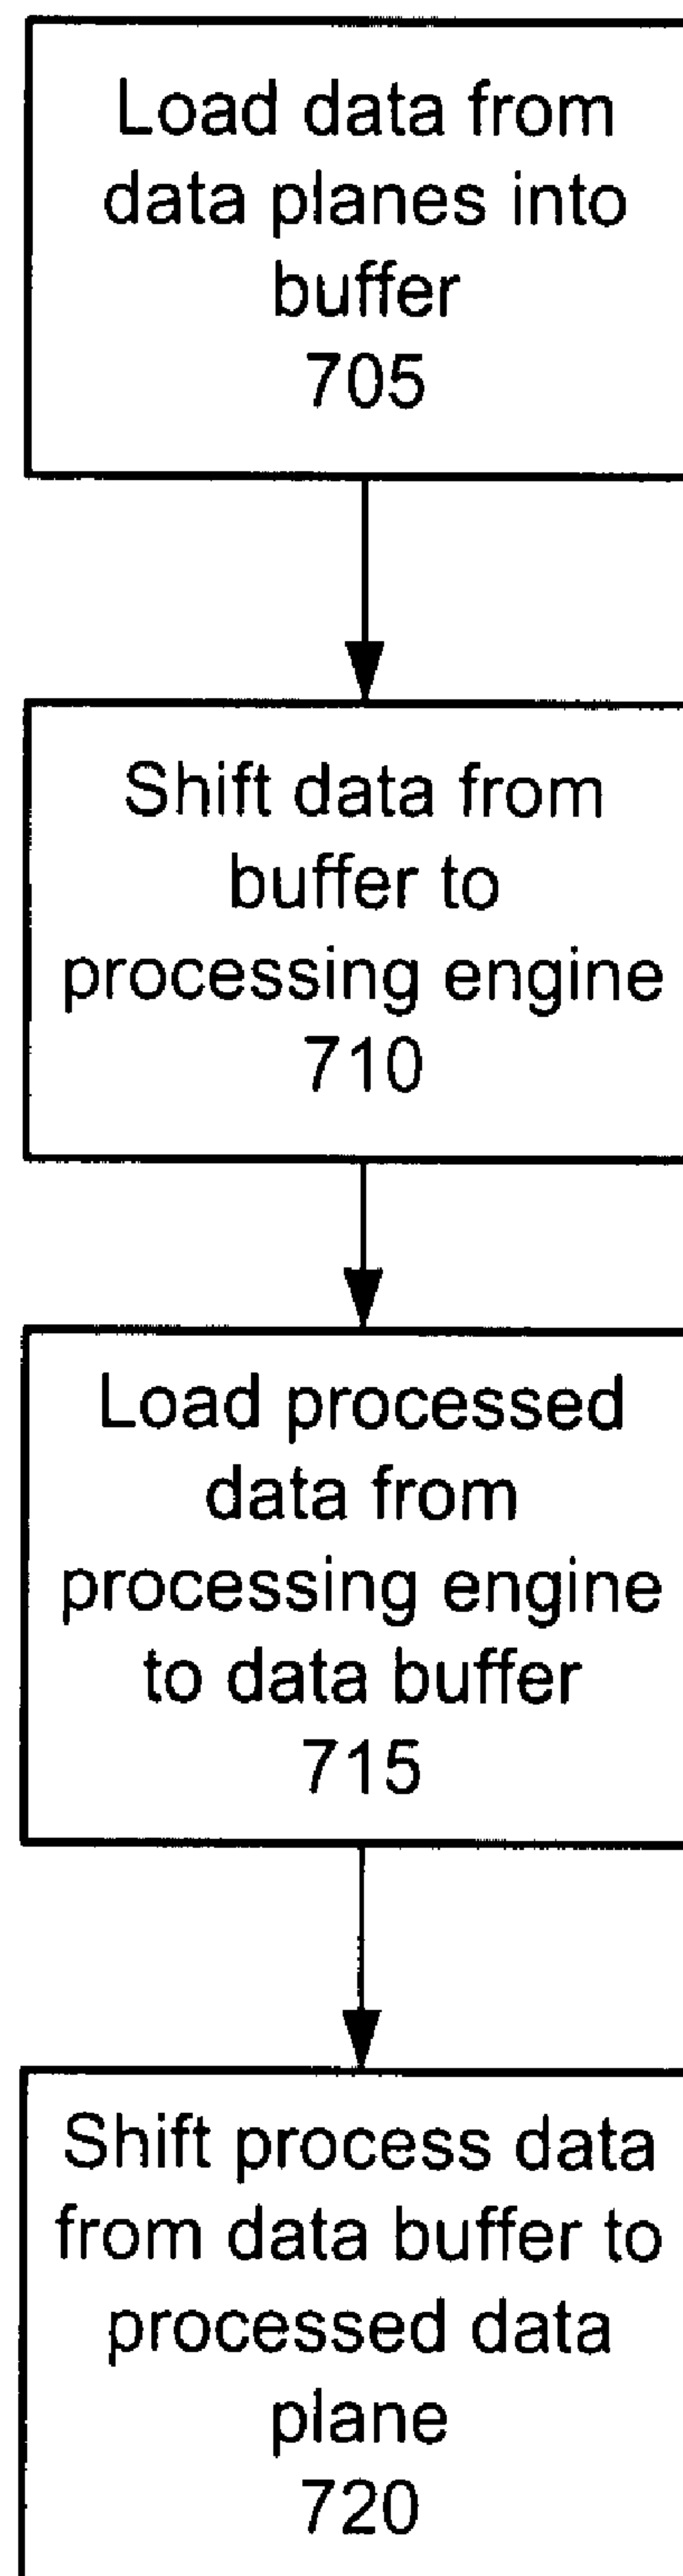 Load data from
data planes into
buffer
705
Shift data from
buffer to
processing engine
710
Load processed
data from
processing engine
to data buffer
715
Shift process data
from data buffer to
processed data
plane
720